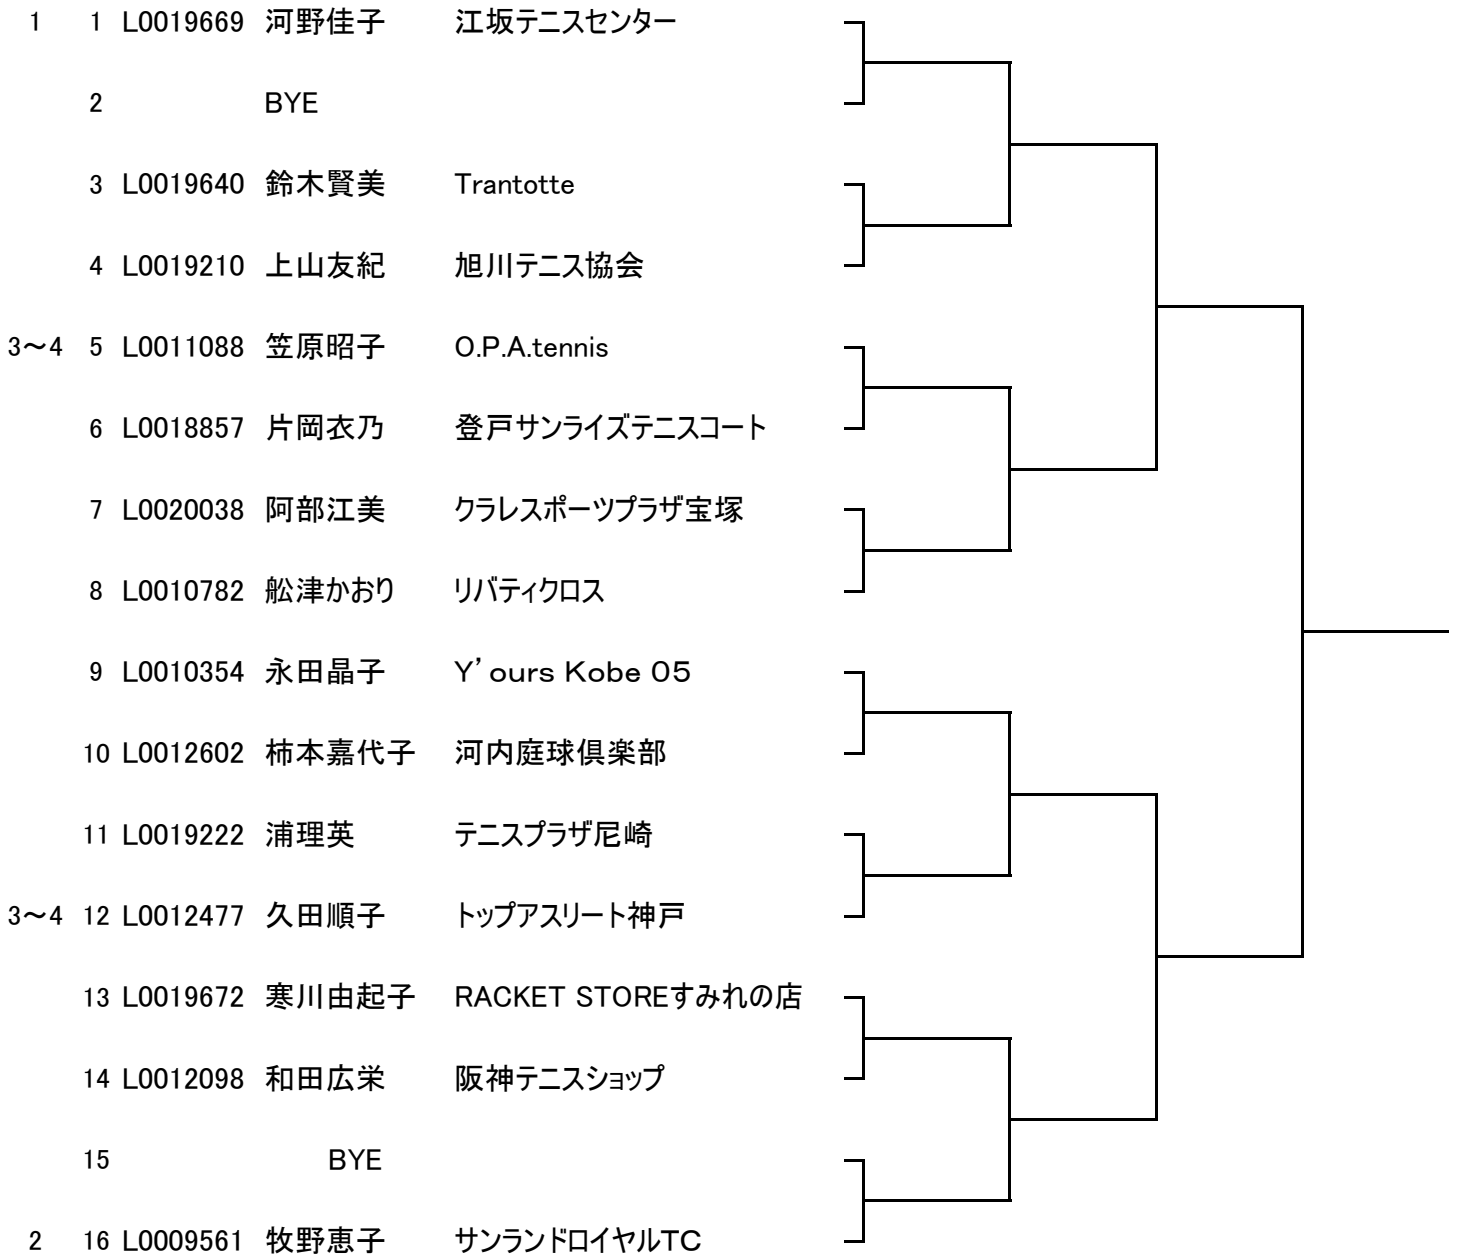 1 1 L0019669 河野佳子 江坂テニスセンター
2 BYE
3 L0019640 鈴木賢美 Trantotte
4 L0019210 上山友紀 旭川テニス協会
3～4 5 L0011088 笠原昭子 O.P.A.tennis
6 L0018857 片岡衣乃 登戸サンライズテニスコート
7 L0020038 阿部江美 クラレスポーツプラザ宝塚
8 L0010782 舩津かおり リバティクロス
9 L0010354 永田晶子 Y’ours Kobe 05
10 L0012602 柿本嘉代子 河内庭球倶楽部
11 L0019222 浦理英 テニスプラザ尼崎
3～4 12 L0012477 久田順子 トップアスリート神戸
13 L0019672 寒川由起子 RACKET STOREすみれの店
14 L0012098 和田広栄 阪神テニスショップ
15 BYE
2 16 L0009561 牧野恵子 サンランドロイヤルTC